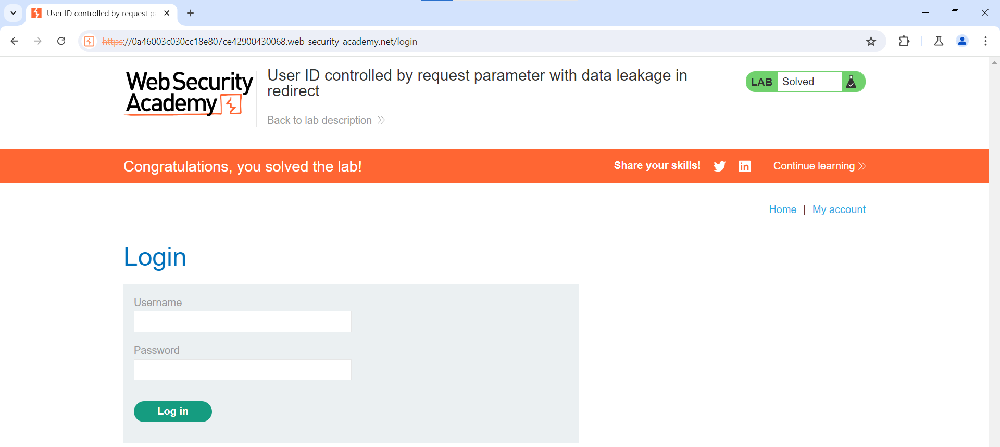 User ID controlled by request p
https://0a46003c030cc18e807ce42900430068.web-security-academy.net/login
Web Security
Academy
User ID controlled by request parameter with data leakage in
redirect
Back to lab description
LAB Solved
Congratulations, you solved the lab!
Share your skills!
Continue learning
Home | My account
Login
Username
Password
Log in